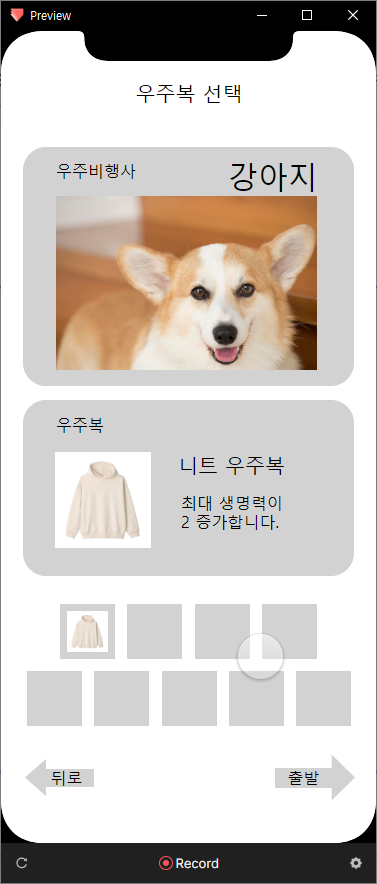 Preview
우주복 선택
우주비행사
강아지
우주복
니트 우주복
최대 생명력이
2 증가합니다.
뒤로
출발
Record